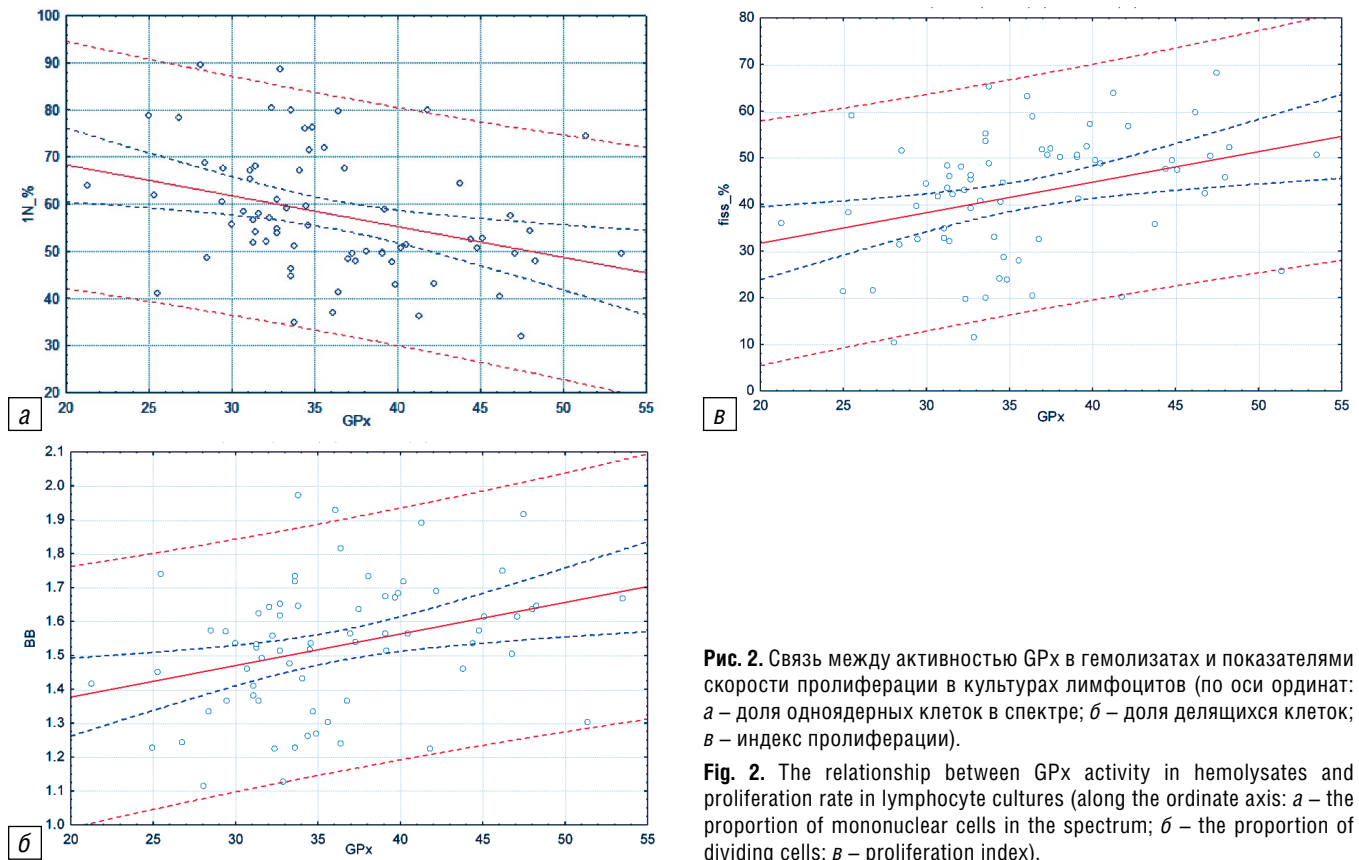 100
90
80
70
60
50
40
30
20
1N_%
20 25 30 35 40 45 50 55
GPx
а
80
70
60
50
40
30
20
10
0
fiss_%
20 25 30 35 40 45 50 55
GPx
в
2.1
2.0
1.9
1,8
1.7
1.6
1.5
1.4
1.3
1.2
1.1
1.0
BB
20 25 30 35 40 45 50 55
GPx
б
Рис. 2. Связь между активностью GPx в гемолизатах и показателями
скорости пролиферации в культурах лимфоцитов (по оси ординат:
а – доля одноядерных клеток в спектре; б – доля делящихся клеток;
в – индекс пролиферации).
Fig. 2. The relationship between GPx activity in hemolysates and
proliferation rate in lymphocyte cultures (along the ordinate axis: а – the
proportion of mononuclear cells in the spectrum; б – the proportion of
dividing cells; в – proliferation index).